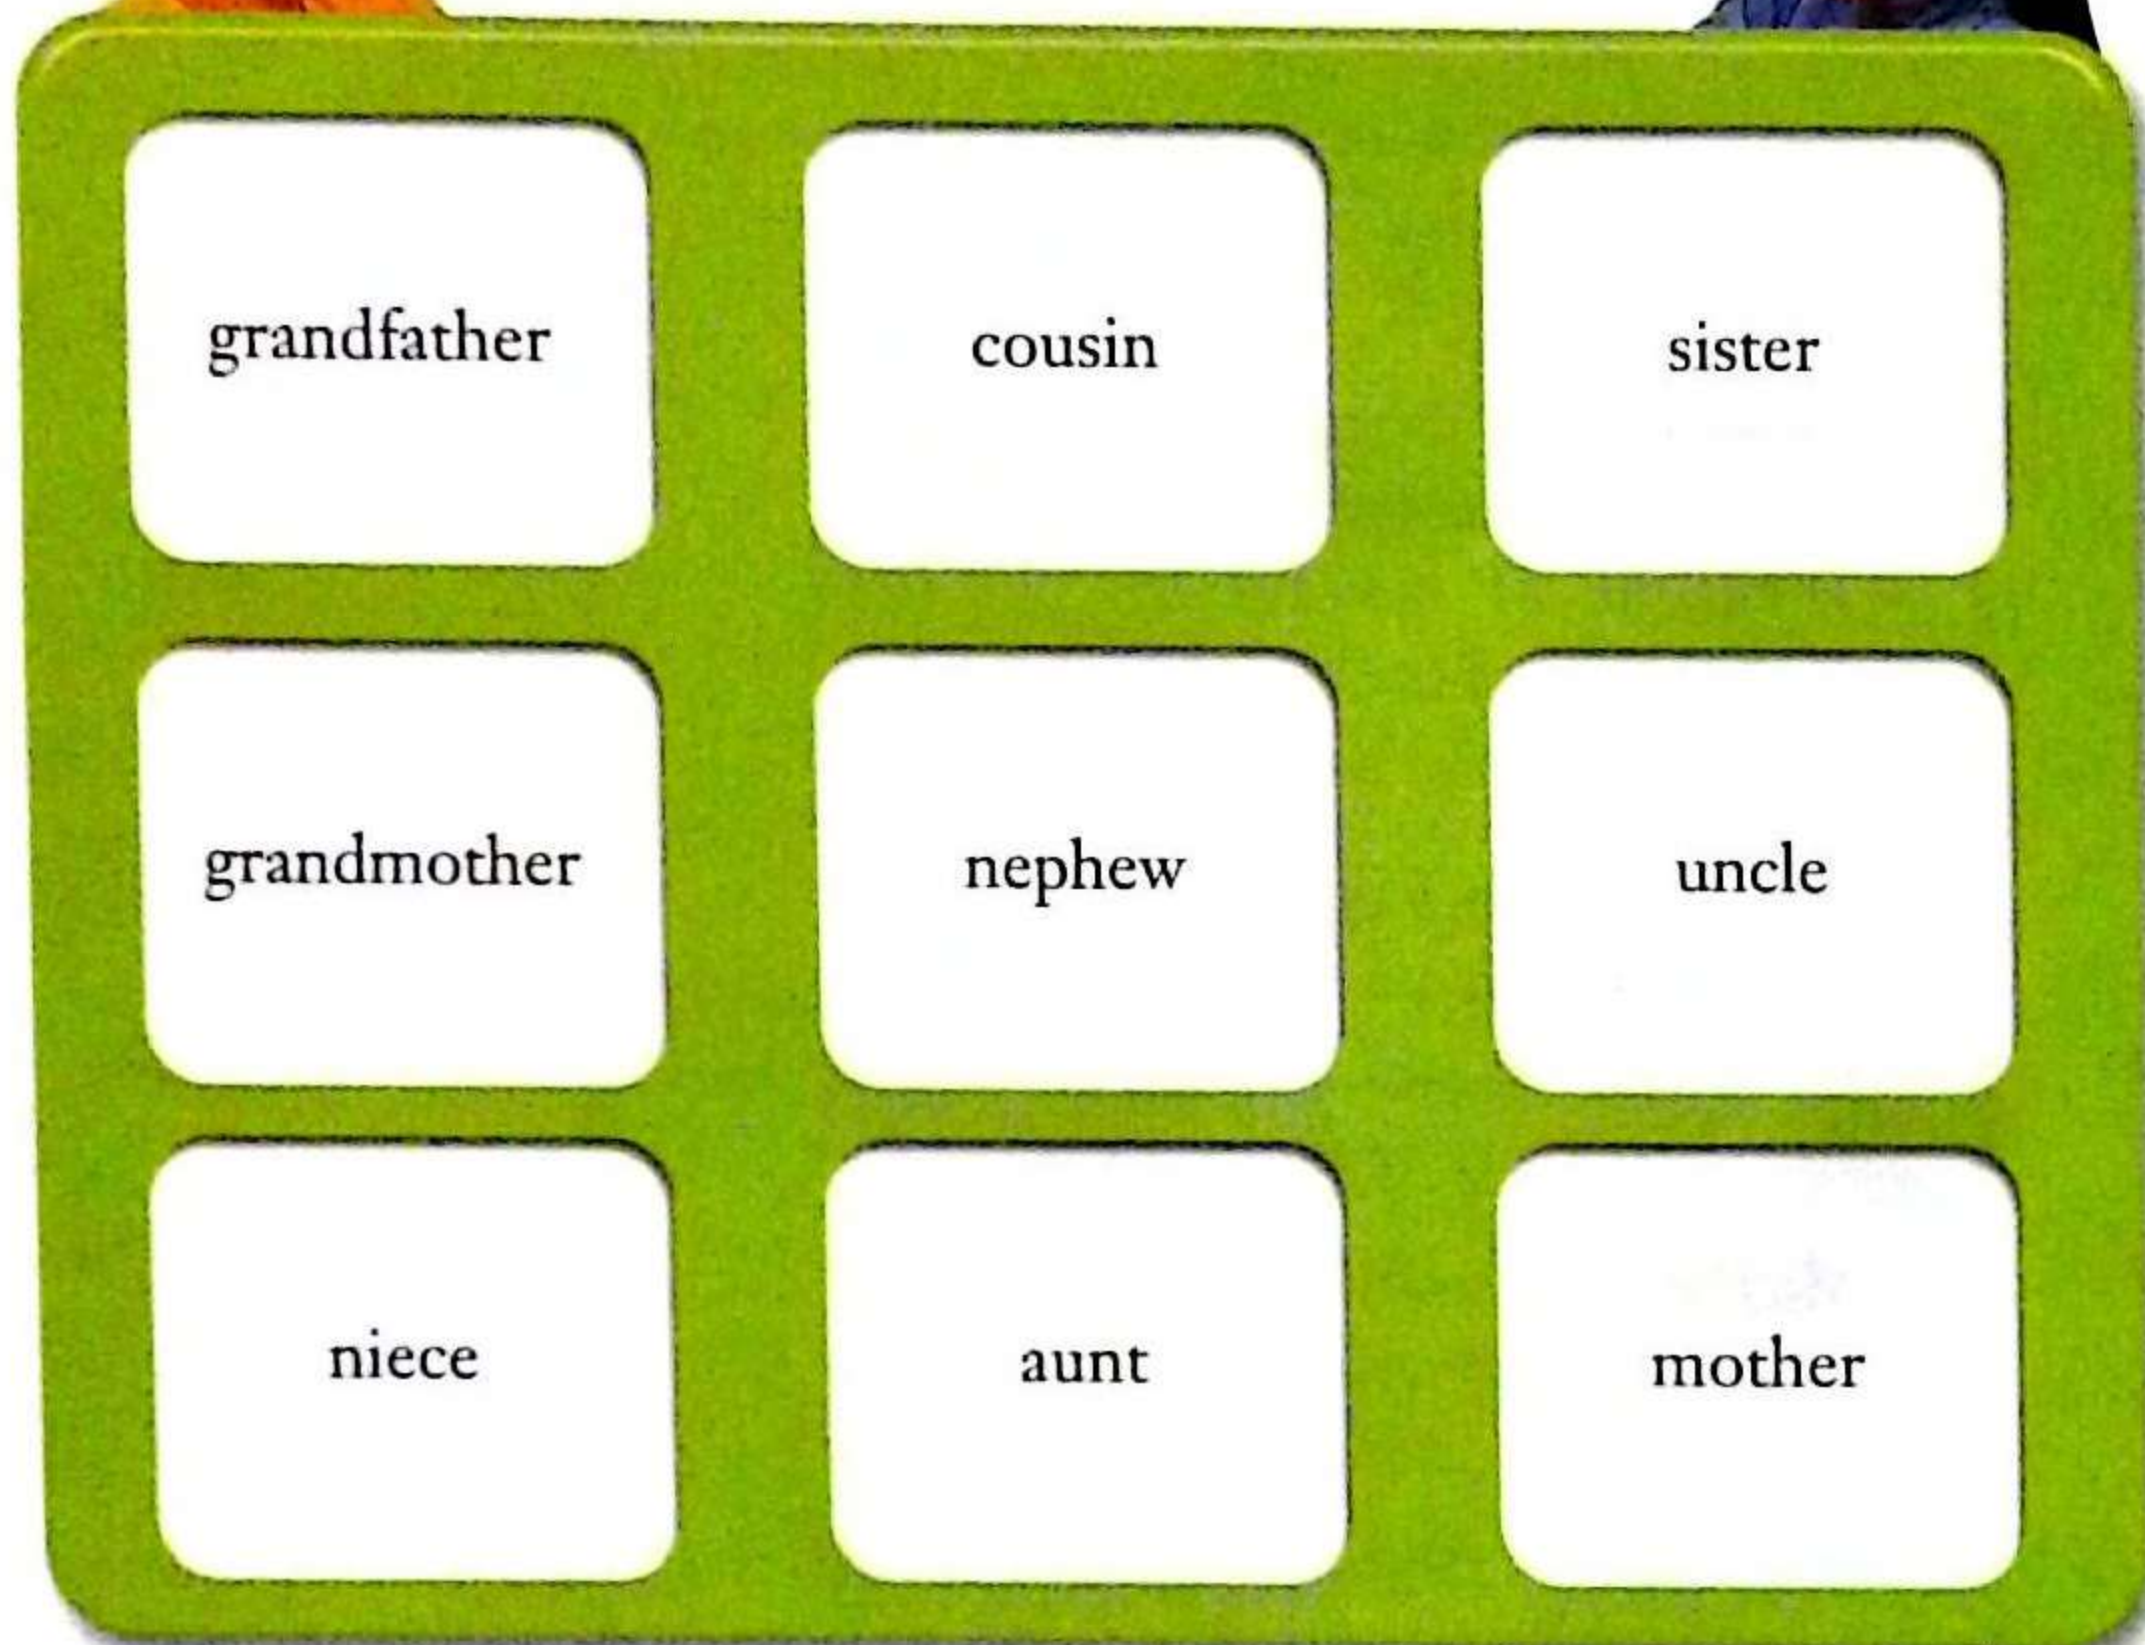 grandfather
cousin
sister
grandmother
nephew
uncle
niece
aunt
mother